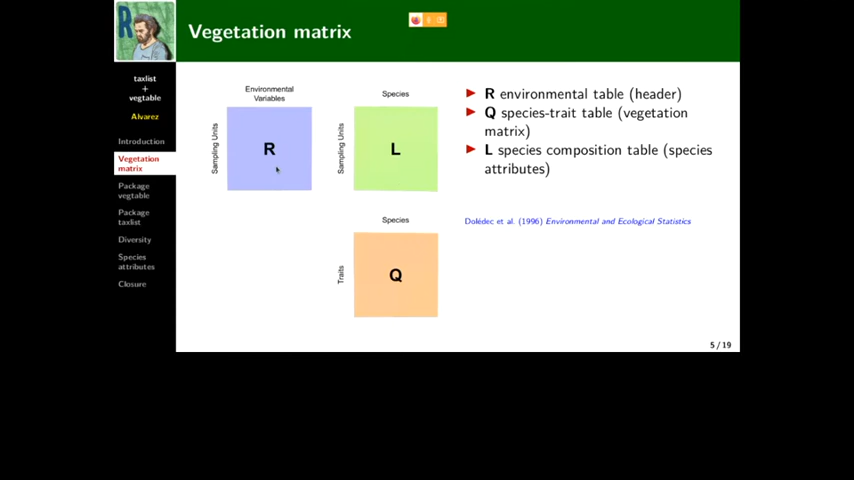 Vegetation matrix
taxlist
+
vegtable
Alvarez
Introduction
Vegetation
matrix
Package
vegtable
Package
taxlist
Diversity
Species
attributes
Closure
Environmental
Variables
Sampling Units
R
Species
Sampling Units
L
Species
Traits
Q
R environmental table (header)
Q species-trait table (vegetation
matrix)
L species composition table (species
attributes)
Dolédec et al. (1996) Environmental and Ecological Statistics
5 / 19